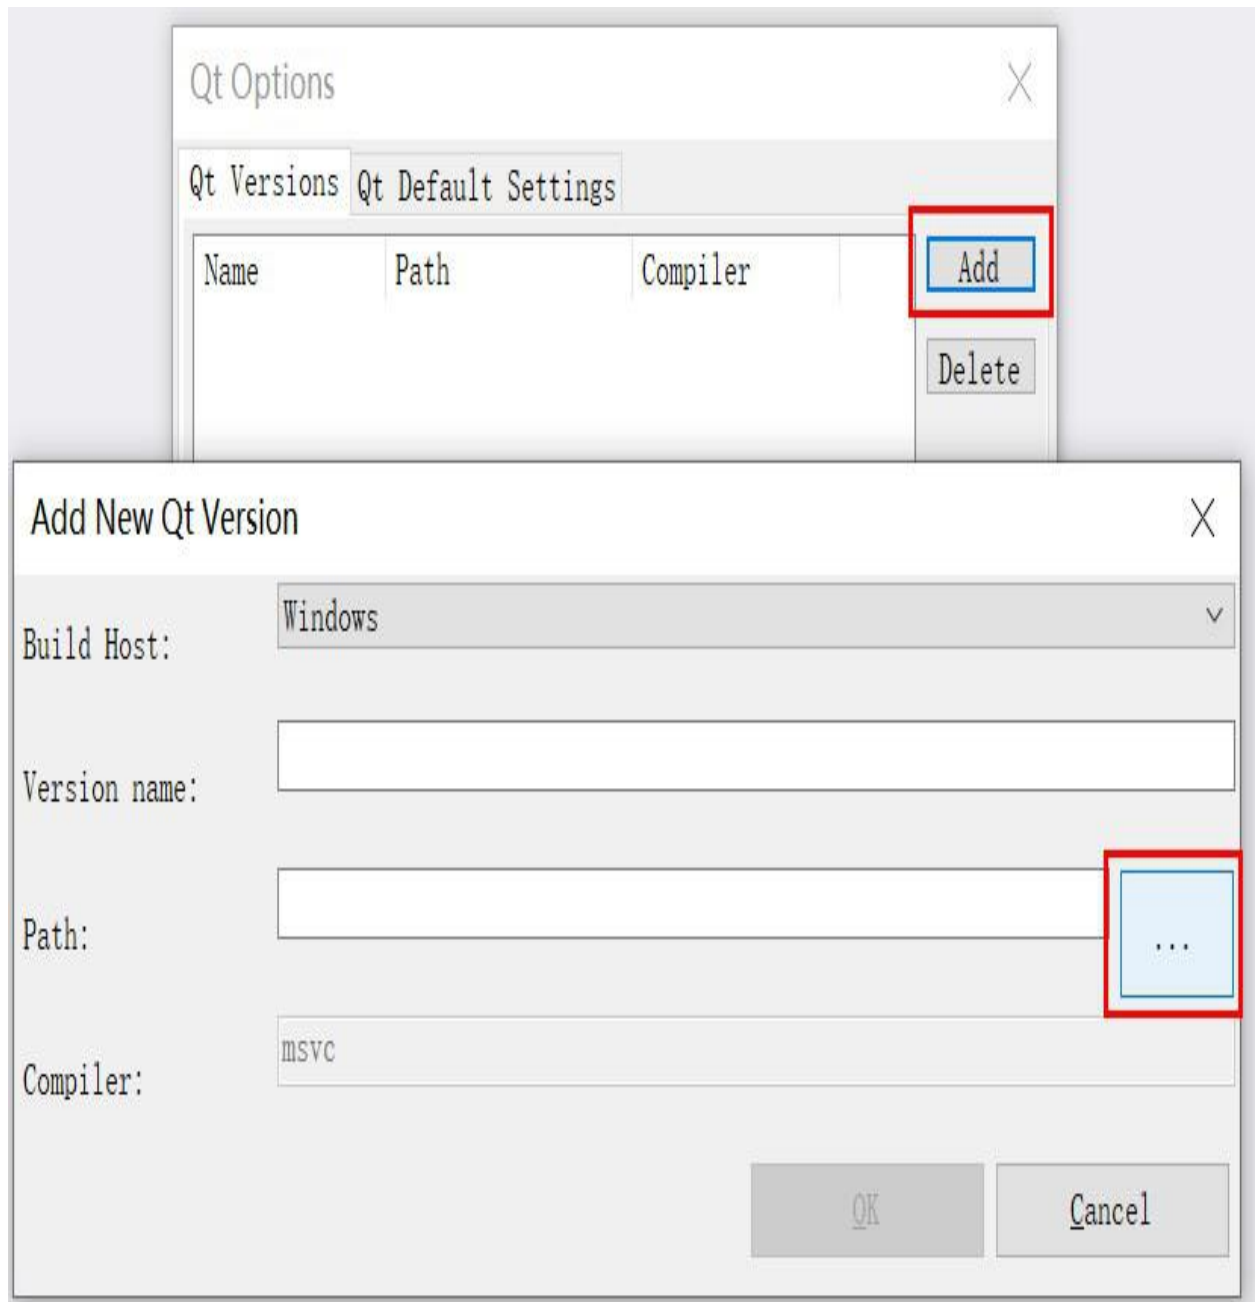 Qt Options
Qt Versions Qt Default Settings
Name Path Compiler Add
Delete
Add New Qt Version
Build Host: Windows
Version name:
Path: ...
Compiler: msvc
OK Cancel